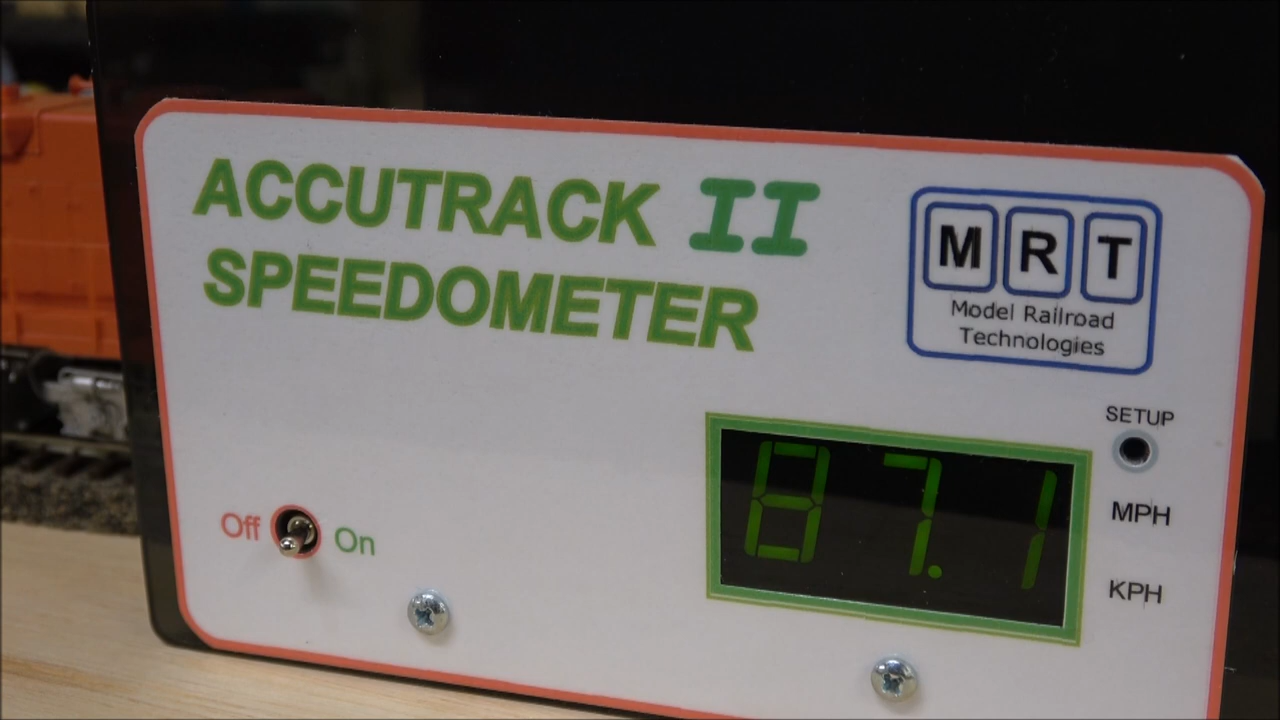 ACCUTRACK II
SPEEDOMETER
M R T
Model Railroad
Technologies
SETUP
MPH
KPH
87.1
Off On